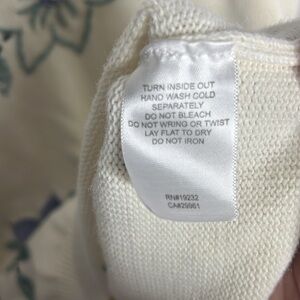 TURN INSIDE OUT
HAND WASH COLD
SEPARATELY
DO NOT BLEACH
DO NOT WRING OR TWIST
LAY FLAT TO DRY
DO NOT IRON
RN#19232
CA#29961